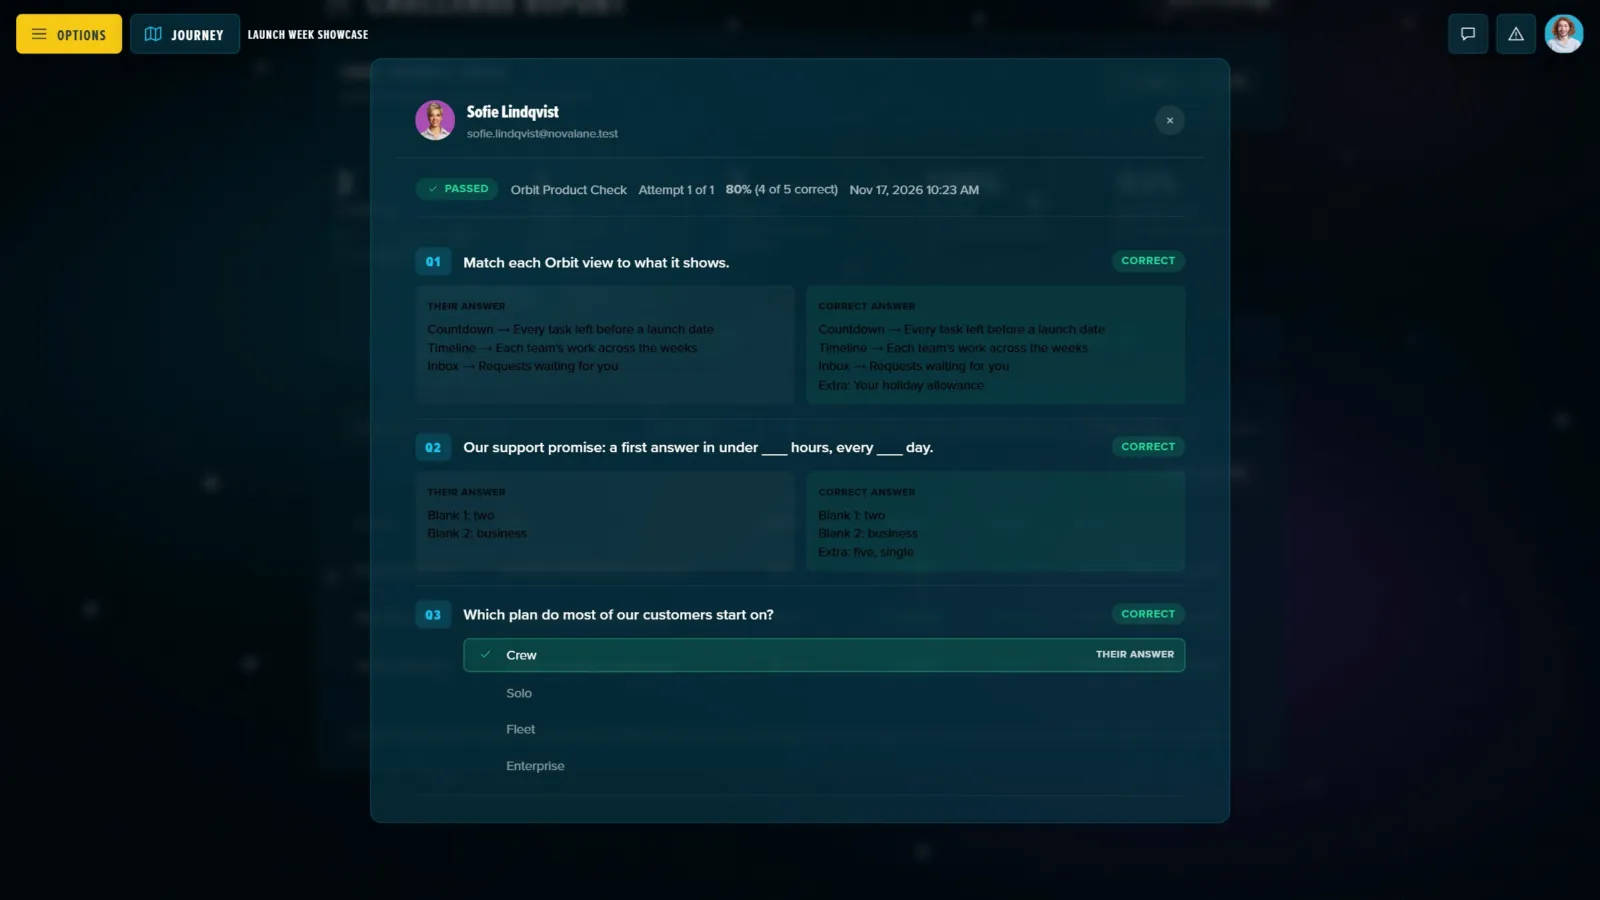 CHALLENGE REPORT
OPTIONS
JOURNEY
LAUNCH WEEK SHOWCASE
Sofie Lindqvist
sofie.lindqvist@novalane.test
×
PASSED
Orbit Product Check Attempt 1 of 1 80% (4 of 5 correct) Nov 17, 2026 10:23 AM
Q1 Match each Orbit view to what it shows. CORRECT
THEIR ANSWER
Countdown → Every task left before a launch date
Timeline → Each team's work across the weeks
Inbox → Requests waiting for you
CORRECT ANSWER
Countdown → Every task left before a launch date
Timeline → Each team's work across the weeks
Inbox → Requests waiting for you
Extra: Your holiday allowance
Q2 Our support promise: a first answer in under ___ hours, every ___ day. CORRECT
THEIR ANSWER
Blank 1: two
Blank 2: business
CORRECT ANSWER
Blank 1: two
Blank 2: business
Extra: five, single
Q3 Which plan do most of our customers start on? CORRECT
Crew THEIR ANSWER
Solo
Fleet
Enterprise